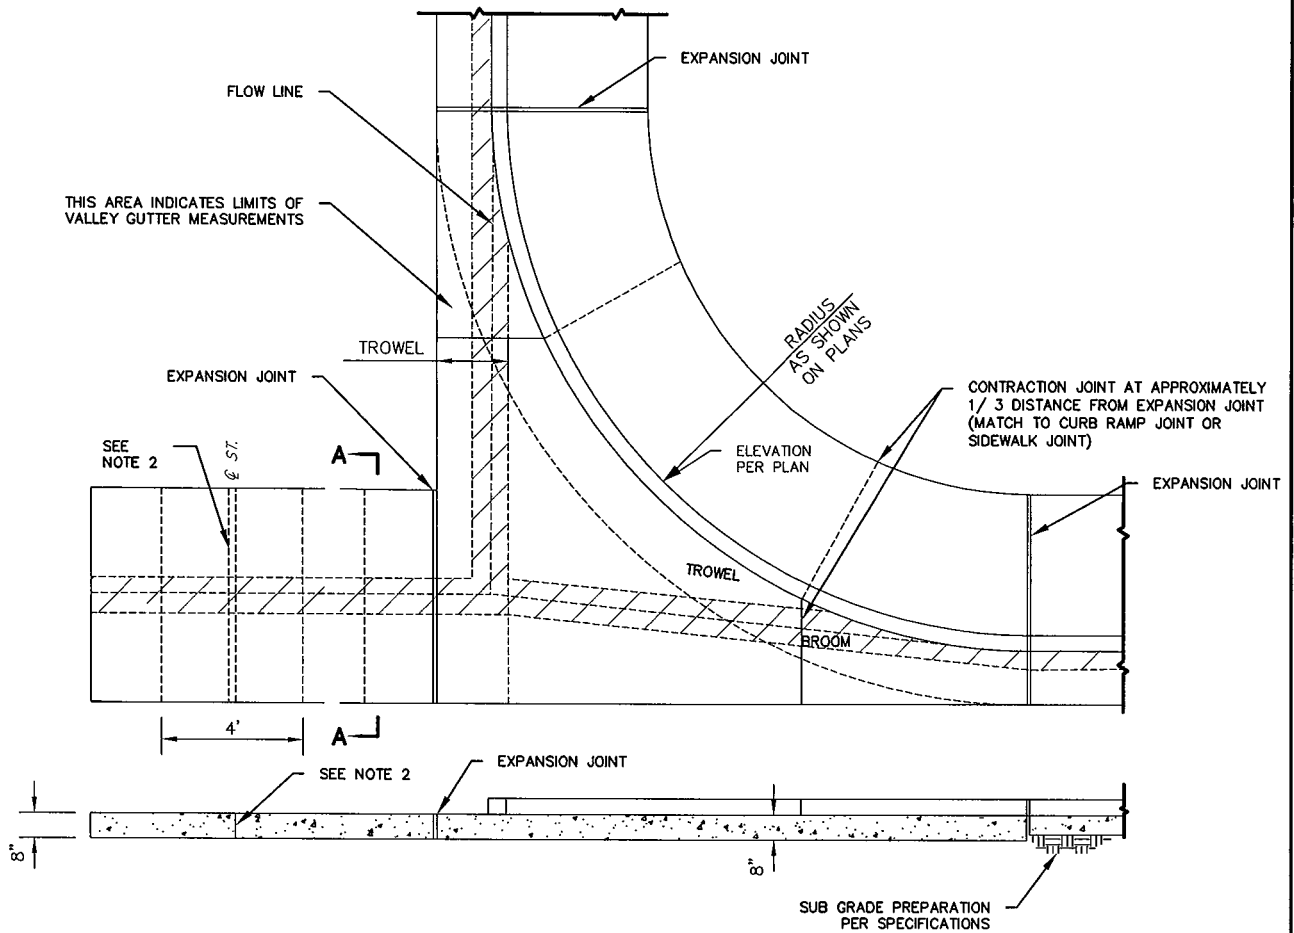 EXPANSION JOINT
FLOW LINE
THIS AREA INDICATES LIMITS OF
VALLEY GUTTER MEASUREMENTS
RADIUS
AS SHOWN
ON PLANS
TROWEL
EXPANSION JOINT
CONTRACTION JOINT AT APPROXIMATELY
1/ 3 DISTANCE FROM EXPANSION JOINT
(MATCH TO CURB RAMP JOINT OR
SIDEWALK JOINT)
SEE
NOTE 2
℄ ST.
A
ELEVATION
PER PLAN
EXPANSION JOINT
TROWEL
BROOM
4'
A
SEE NOTE 2
EXPANSION JOINT
8"
8"
SUB GRADE PREPARATION
PER SPECIFICATIONS